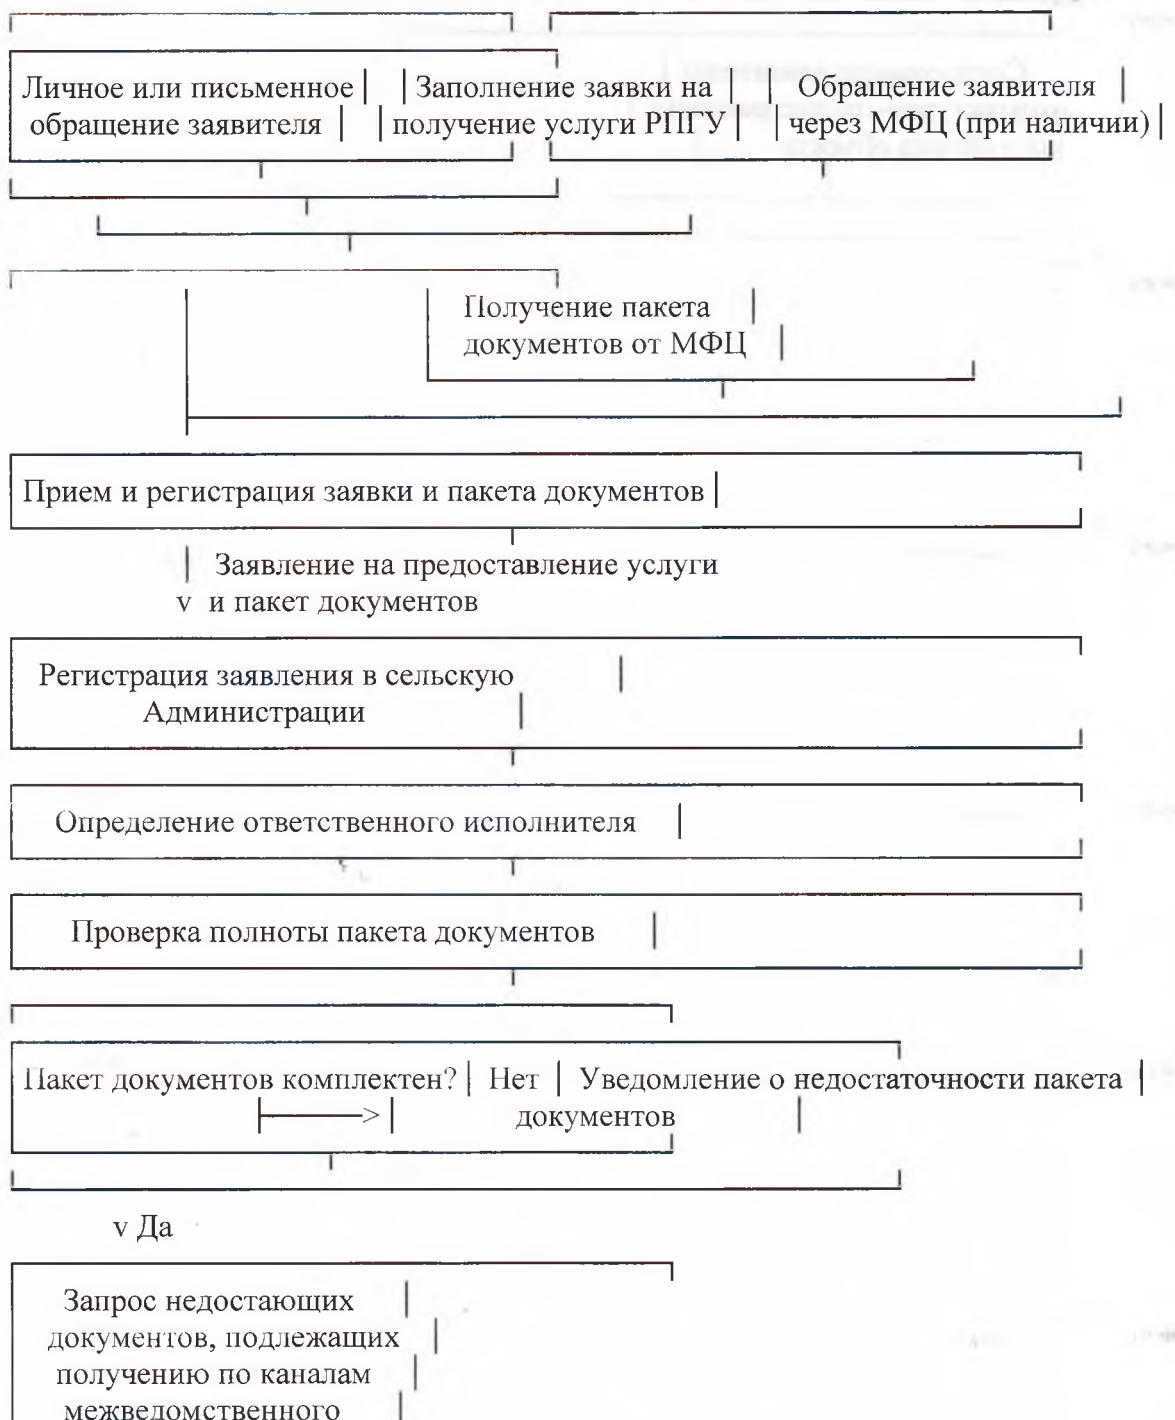 Личное или письменное | | Заполнение заявки на | | Обращение заявителя |
обращение заявителя | | получение услуги РПГУ | | через МФЦ (при наличии) |
Получение пакета |
документов от МФЦ |
Прием и регистрация заявки и пакета документов |
| Заявление на предоставление услуги
v и пакет документов
Регистрация заявления в сельскую |
Администрации |
Определение ответственного исполнителя |
Проверка полноты пакета документов |
Пакет документов комплектен? | Нет | Уведомление о недостаточности пакета |
> | документов |
v Да
Запрос недостающих |
документов, подлежащих |
получению по каналам |
межведомственного |